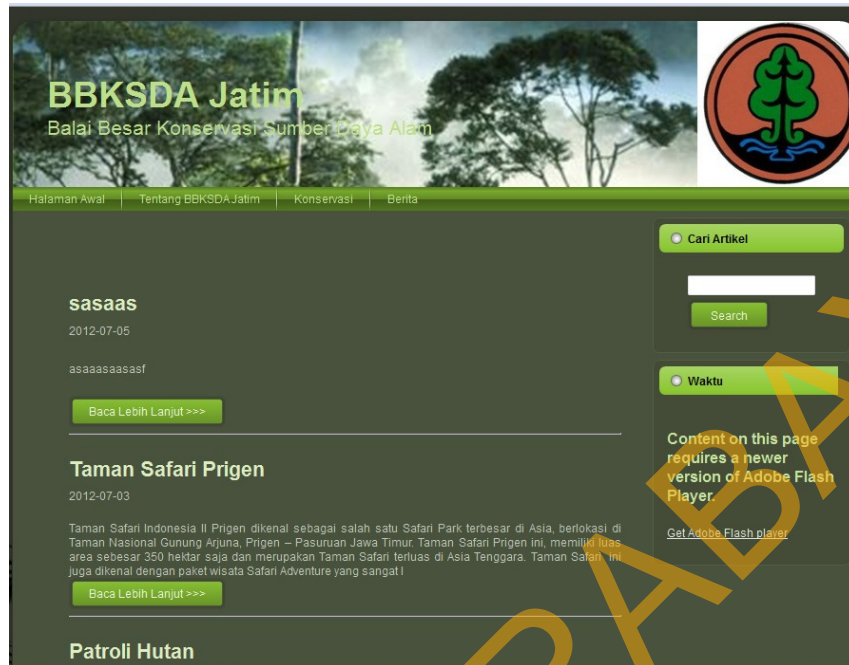 BBKSDA Jatim
Balai Besar Konservasi Sumber Daya Alam
Halaman Awal Tentang BBKSDAJatim Konservasi Berita
Cari Artikel
Search
sasaas
2012-07-05
asaaasaasasf
Baca Lebih Lanjut >>>
Waktu
Content on this page
requires a newer
version of Adobe Flash
Player.
Get Adobe Flash player
Taman Safari Prigen
2012-07-03
Taman Safari Indonesia II Prigen dikenal sebagai salah satu Safari Park terbesar di Asia, berlokasi di
Taman Nasional Gunung Arjuna, Prigen – Pasuruan Jawa Timur. Taman Safari Prigen ini, memiliki luas
area sebesar 350 hektar saja dan merupakan Taman Safari terluas di Asia Tenggara. Taman Safari ini
juga dikenal dengan paket wisata Safari Adventure yang sangat l
Baca Lebih Lanjut >>>
Patroli Hutan